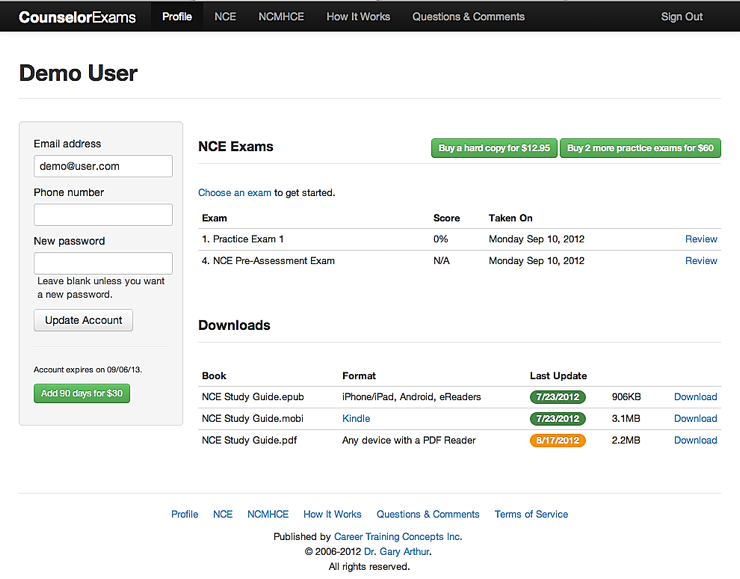 CounselorExams Profile NCE NCMHCE How It Works Questions & Comments Sign Out
Demo User
Email address
demo@user.com
Phone number
New password
Leave blank unless you want
a new password.
Update Account
Account expires on 09/06/13.
Add 90 days for $30
NCE Exams Buy a hard copy for $12.95 Buy 2 more practice exams for $60
Choose an exam to get started.
Exam Score Taken On
1. Practice Exam 1 0% Monday Sep 10, 2012 Review
4. NCE Pre-Assessment Exam N/A Monday Sep 10, 2012 Review
Downloads
Book Format Last Update
NCE Study Guide.epub iPhone/iPad, Android, eReaders 7/23/2012 906KB Download
NCE Study Guide.mobi Kindle 7/23/2012 3.1MB Download
NCE Study Guide.pdf Any device with a PDF Reader 8/17/2012 2.2MB Download
Profile NCE NCMHCE How It Works Questions & Comments Terms of Service
Published by Career Training Concepts Inc.
© 2006-2012 Dr. Gary Arthur.
All rights reserved.